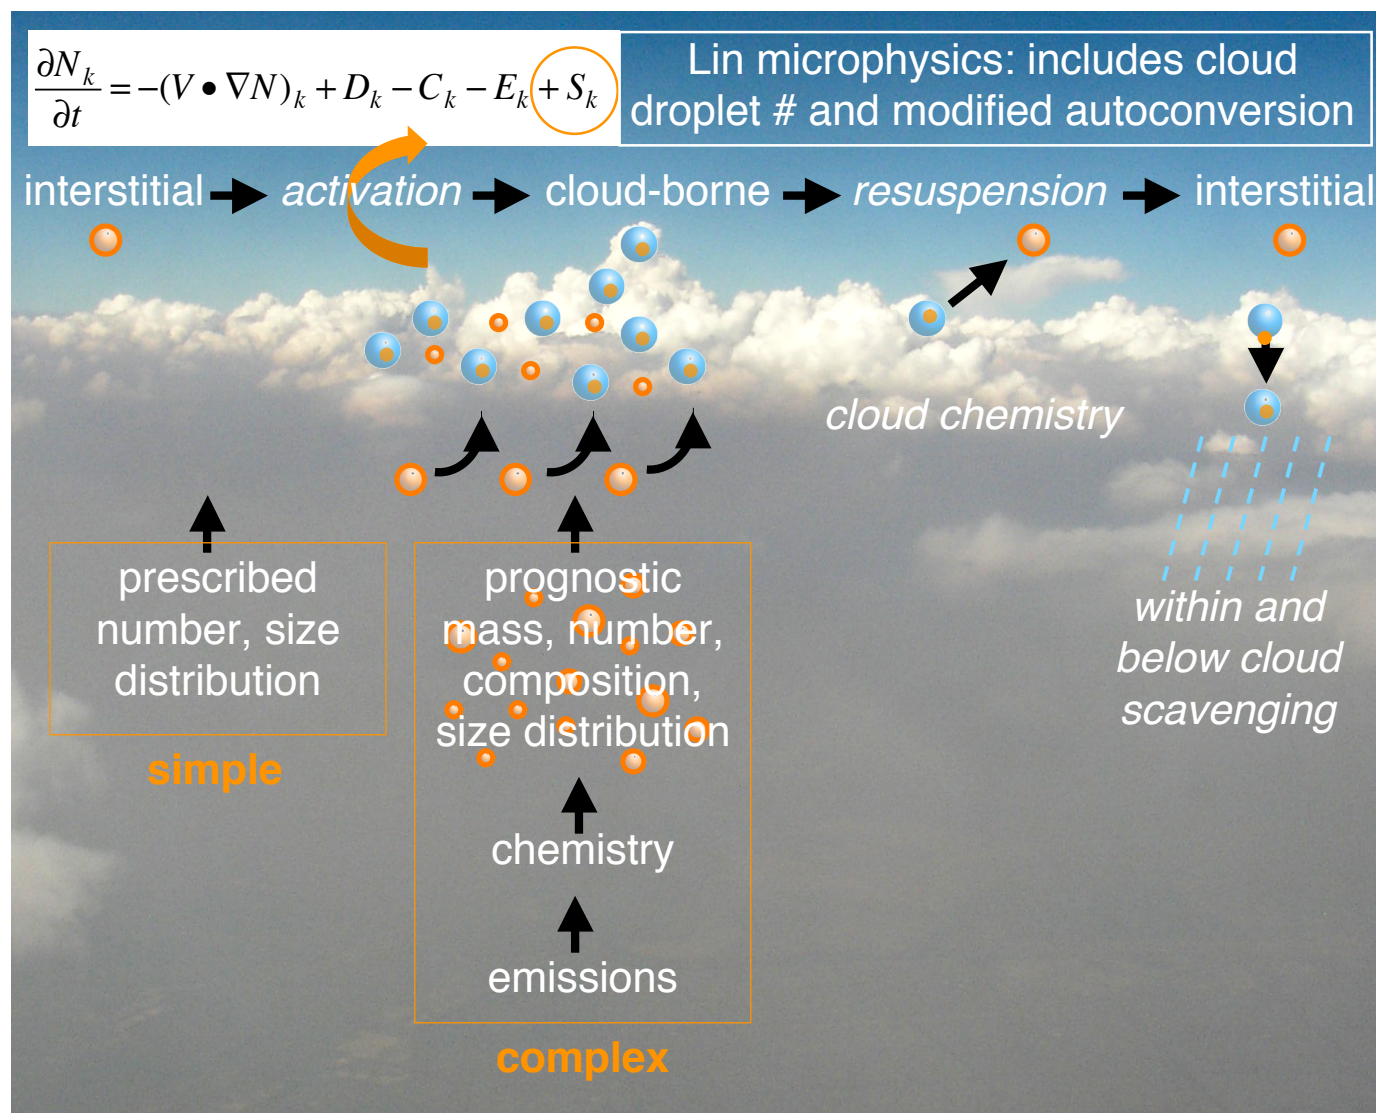 ∂N_k/∂t = −(V • ∇N)_k + D_k − C_k − E_k + S_k
Lin microphysics: includes cloud
droplet # and modified autoconversion
interstitial
activation
cloud-borne
resuspension
interstitial
cloud chemistry
prescribed
number, size
distribution
simple
prognostic
mass, number,
composition,
size distribution
chemistry
emissions
complex
within and
below cloud
scavenging